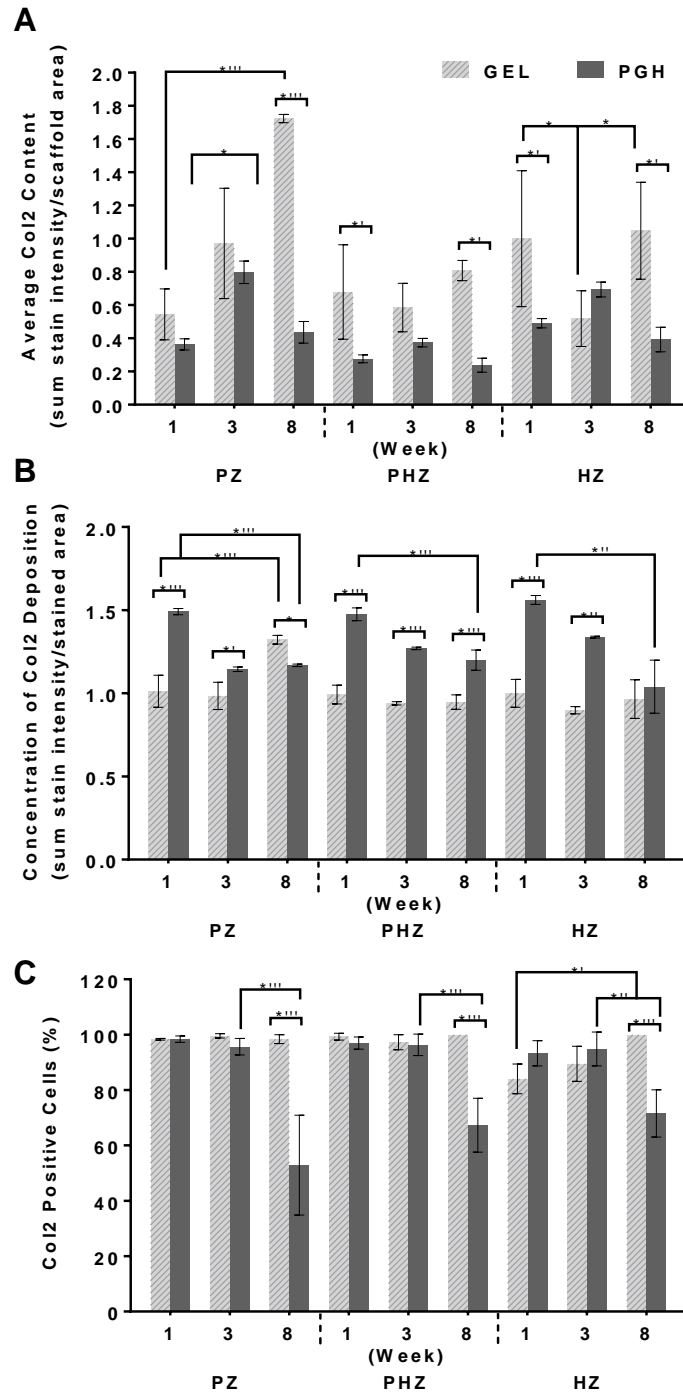 A
GEL PGH
Average Col2 Content
(sum stain intensity/scaffold area)
2.0
1.8
1.6
1.4
1.2
1.0
0.8
0.6
0.4
0.2
0.0
*'''
*
*'''
*'
*'
*'
*
*
*'
1 3 8 1 3 8 1 3 8
(Week)
PZ PHZ HZ
B
Concentration of Col2 Deposition
(sum stain intensity/stained area)
2.0
1.5
1.0
0.5
0.0
*'''
*'''
*'''
*'
*
*'''
*'''
*'''
*'''
*''
*'''
*''
1 3 8 1 3 8 1 3 8
(Week)
PZ PHZ HZ
C
Col2 Positive Cells (%)
120
100
80
60
40
20
0
*'''
*'''
*'''
*'''
*'
*''
*'''
1 3 8 1 3 8 1 3 8
(Week)
PZ PHZ HZ